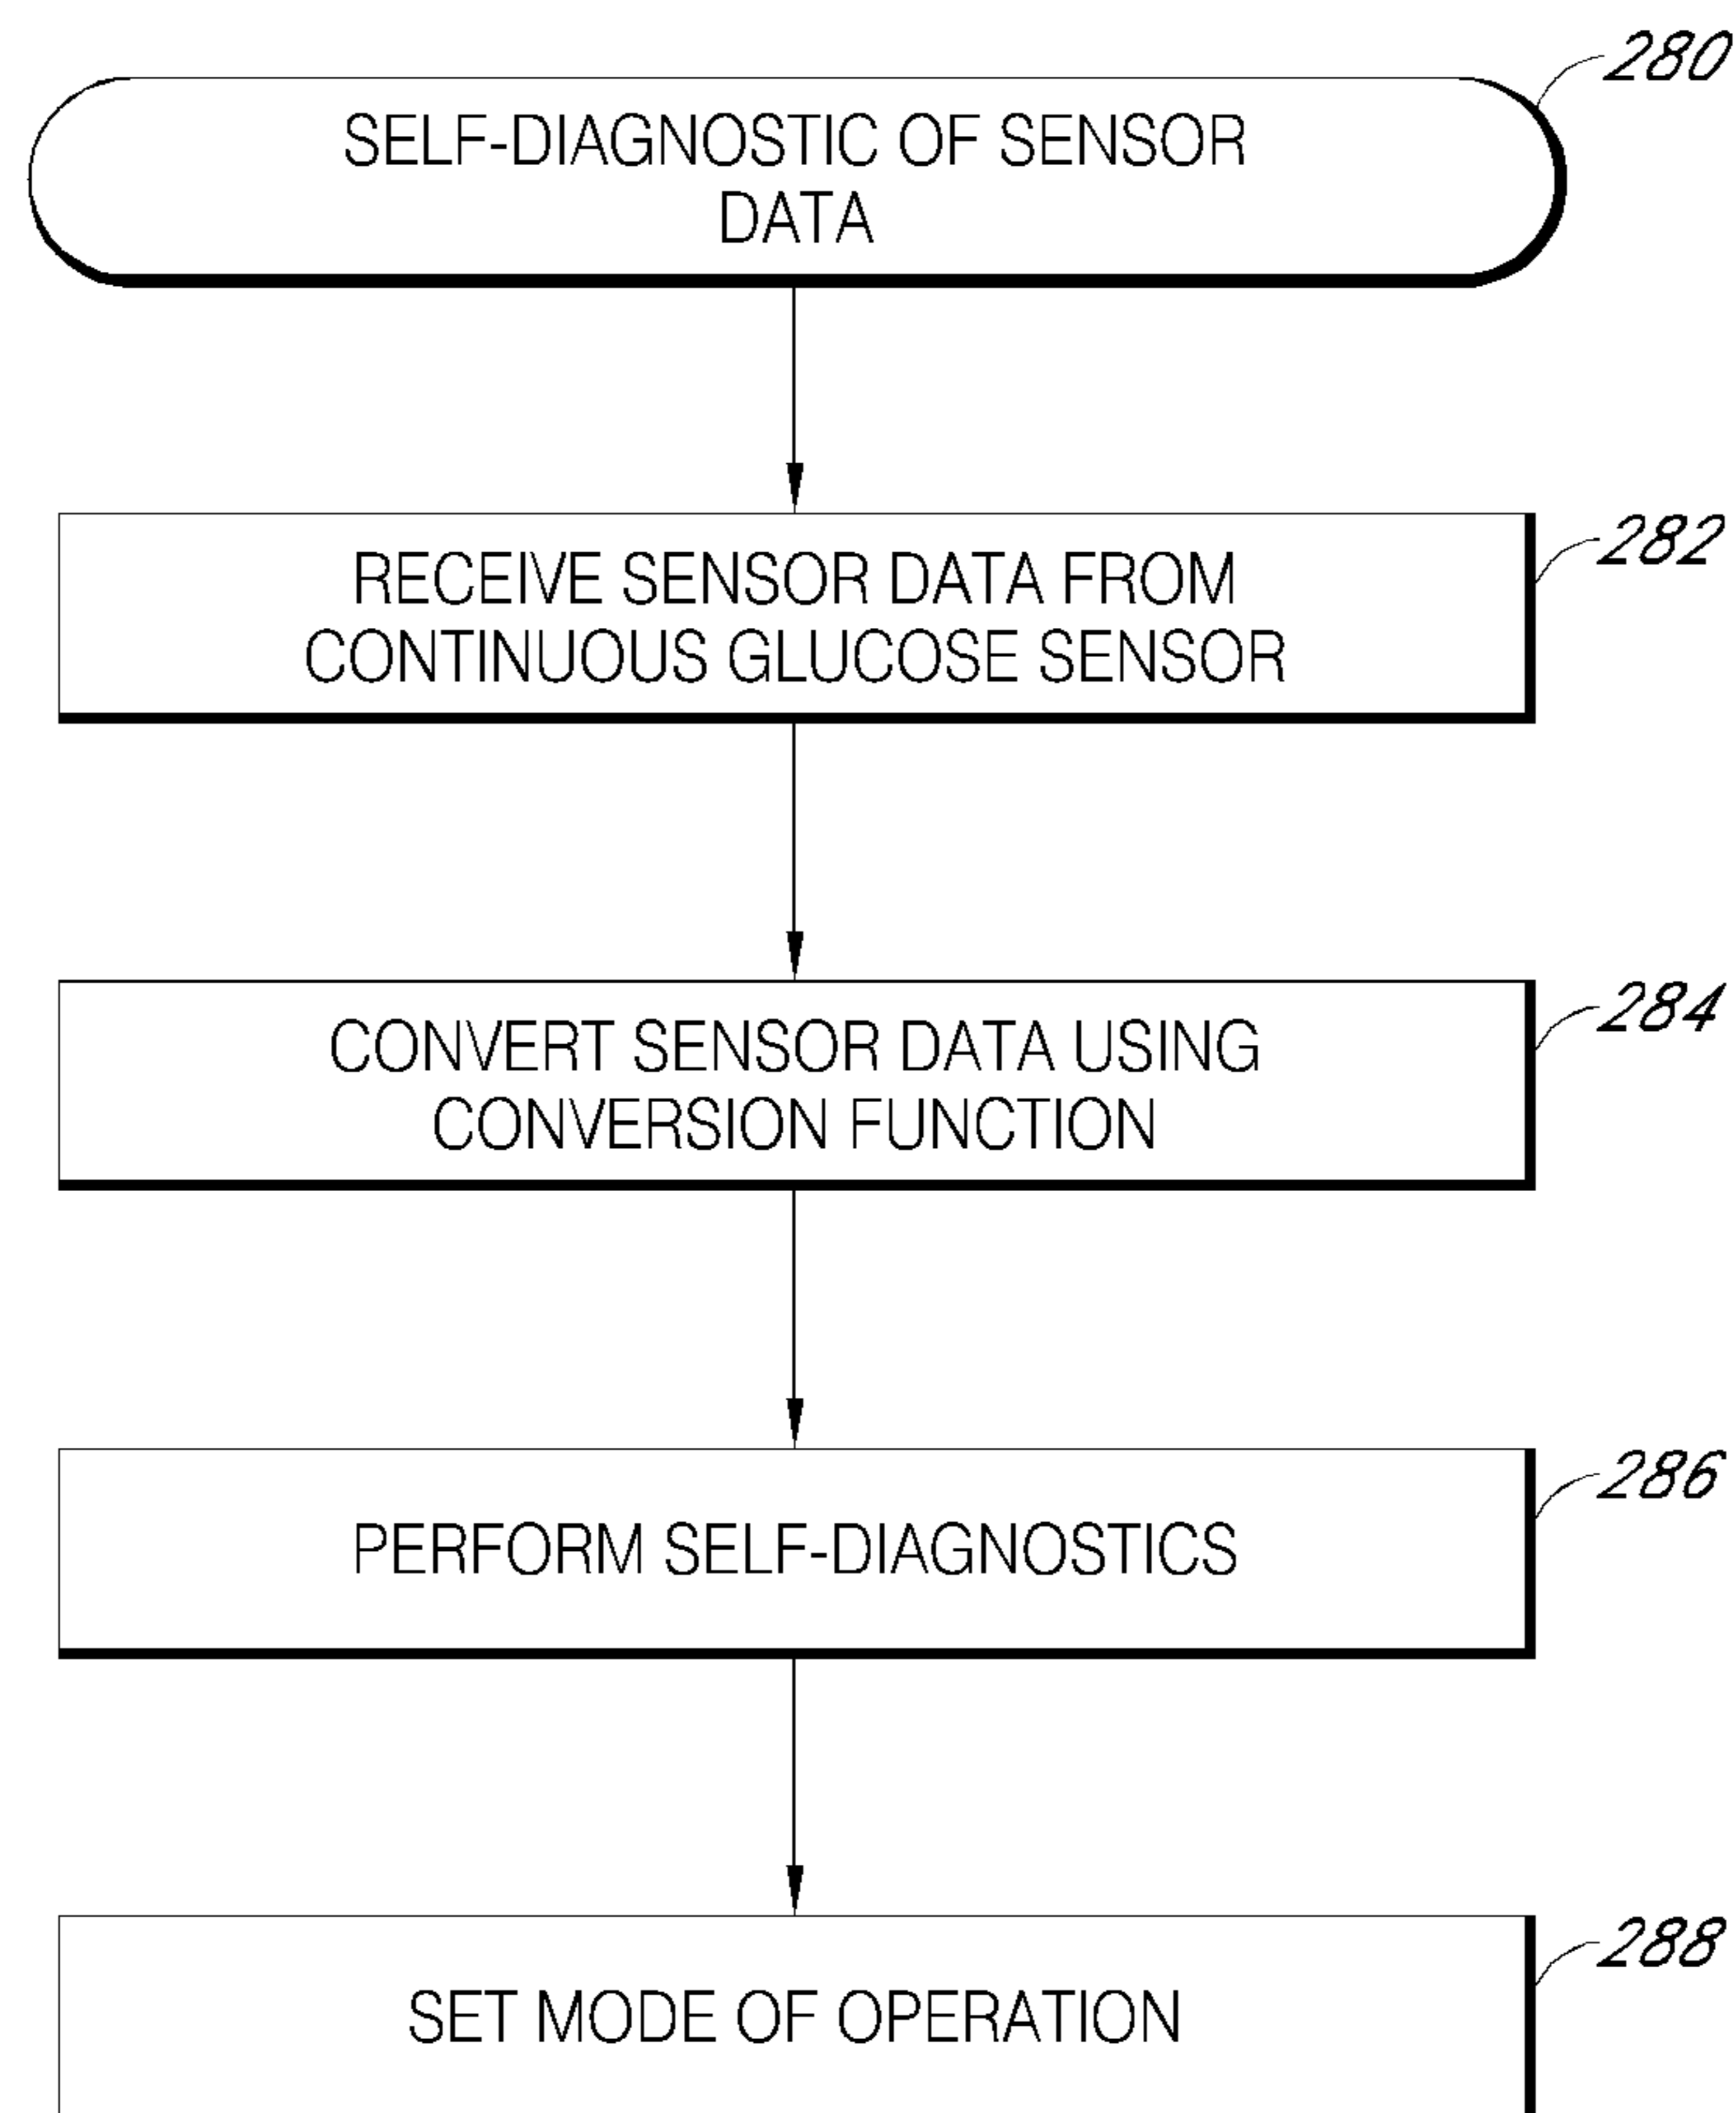 280
SELF-DIAGNOSTIC OF SENSOR
DATA
282
RECEIVE SENSOR DATA FROM
CONTINUOUS GLUCOSE SENSOR
284
CONVERT SENSOR DATA USING
CONVERSION FUNCTION
286
PERFORM SELF-DIAGNOSTICS
288
SET MODE OF OPERATION